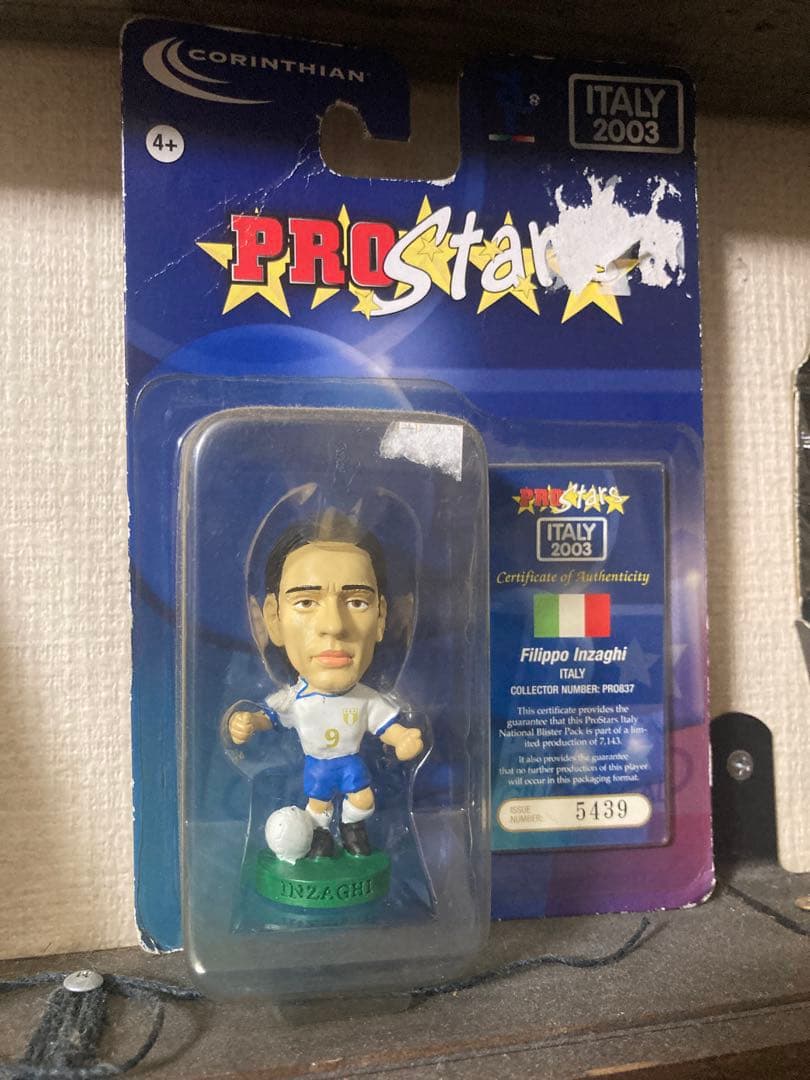 CORINTHIAN
4+
ITALY
2003
PROSta
PROStars
ITALY
2003
Certificate of Authenticity
Filippo Inzaghi
ITALY
COLLECTOR NUMBER: PRO837
This certificate provides the
guarantee that this ProStars Italy
National Blister Pack is part of a lim-
ited production of 7,143.
It also provides the guarantee
that no further production of this player
will occur in this packaging format.
ISSUE
NUMBER:
5439
9
INZAGHI